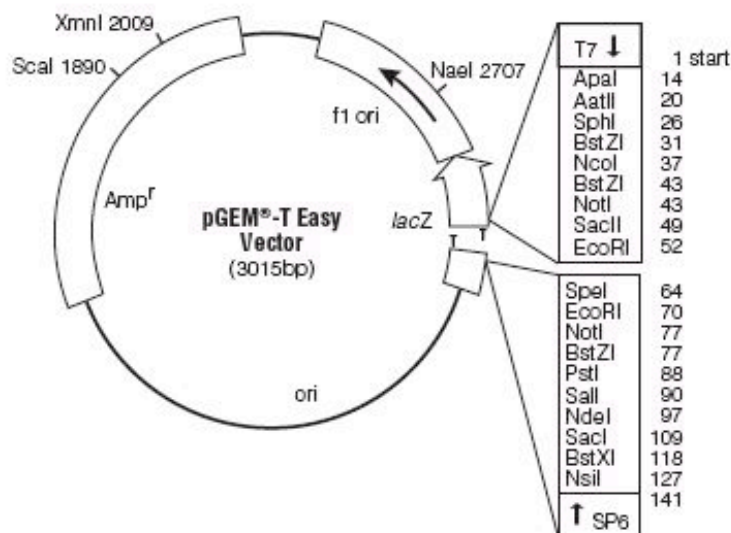 XmnI 2009
ScaI 1890
NaeI 2707
f1 ori
Ampr
pGEM®-T Easy
Vector
(3015bp)
lacZ
T
T
ori
T7 ↓
1 start
ApaI 14
AatII 20
SphI 26
BstZI 31
NcoI 37
BstZI 43
NotI 43
SacII 49
EcoRI 52
SpeI 64
EcoRI 70
NotI 77
BstZI 77
PstI 88
SalI 90
NdeI 97
SacI 109
BstXI 118
NsiI 127
141
↑ SP6